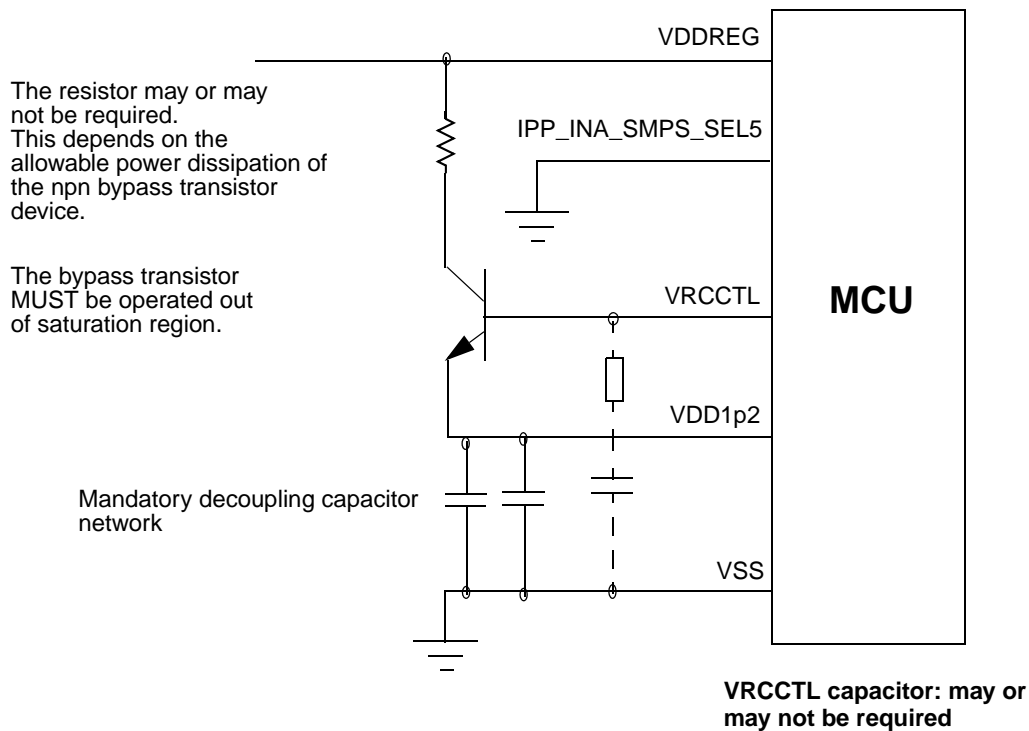 VDDREG
The resistor may or may
not be required.
This depends on the
allowable power dissipation of
the npn bypass transistor
device.
IPP_INA_SMPS_SEL5
The bypass transistor
MUST be operated out
of saturation region.
VRCCTL
MCU
VDD1p2
Mandatory decoupling capacitor
network
VSS
VRCCTL capacitor: may or
may not be required